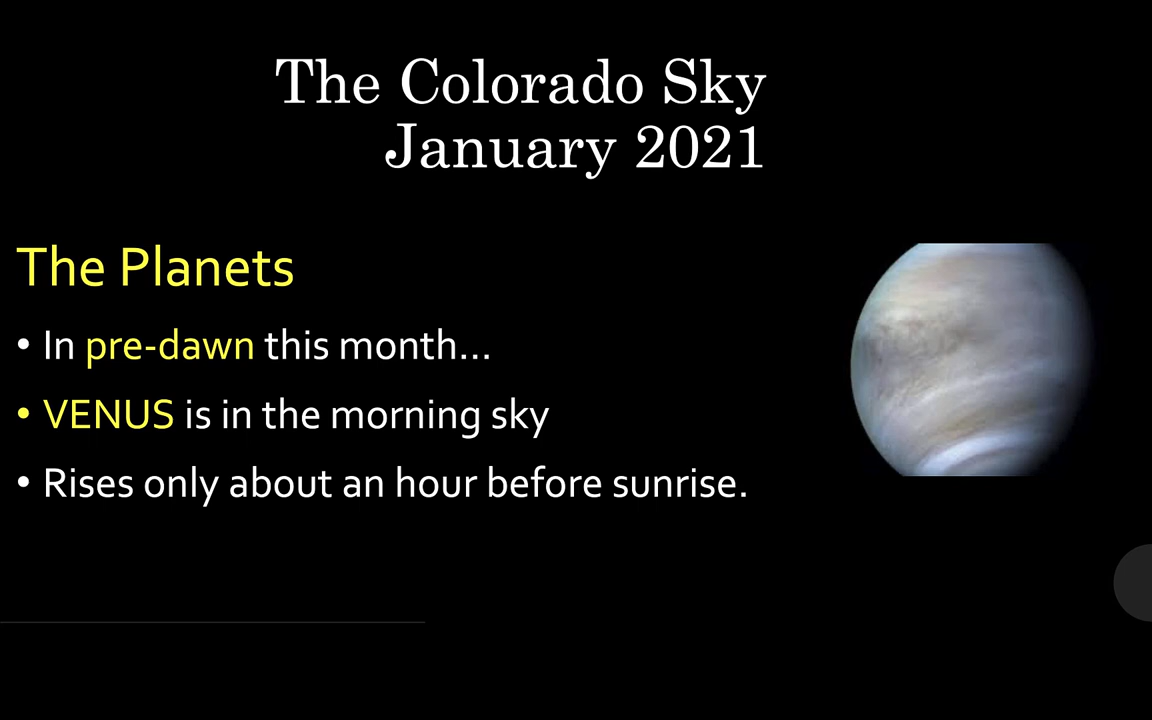 The Colorado Sky
January 2021
The Planets
• In pre-dawn this month...
• VENUS is in the morning sky
• Rises only about an hour before sunrise.